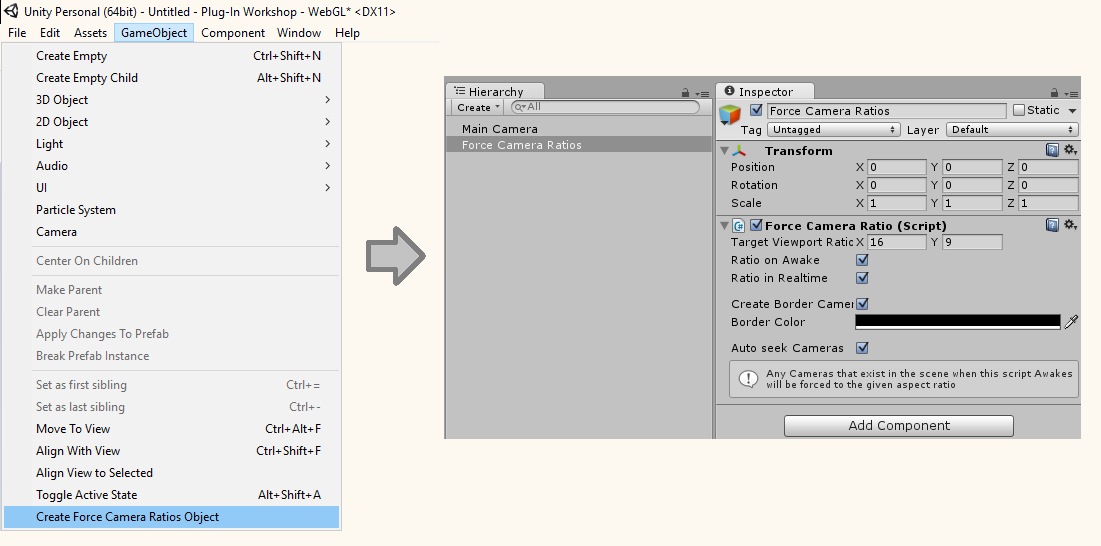 Unity Personal (64bit) - Untitled - Plug-In Workshop - WebGL* <DX11>
File Edit Assets GameObject Component Window Help
Create Empty Ctrl+Shift+N
Create Empty Child Alt+Shift+N
3D Object
2D Object
Light
Audio
UI
Particle System
Camera
Center On Children
Make Parent
Clear Parent
Apply Changes To Prefab
Break Prefab Instance
Set as first sibling Ctrl+=
Set as last sibling Ctrl+-
Move To View Ctrl+Alt+F
Align With View Ctrl+Shift+F
Align View to Selected
Toggle Active State Alt+Shift+A
Create Force Camera Ratios Object
Hierarchy
Create All
Main Camera
Force Camera Ratios
Inspector
Force Camera Ratios Static
Tag Untagged Layer Default
Transform
Position X 0 Y 0 Z 0
Rotation X 0 Y 0 Z 0
Scale X 1 Y 1 Z 1
C# Force Camera Ratio (Script)
Target Viewport Ratic X 16 Y 9
Ratio on Awake
Ratio in Realtime
Create Border Camer
Border Color
Auto seek Cameras
Any Cameras that exist in the scene when this script Awakes
will be forced to the given aspect ratio
Add Component